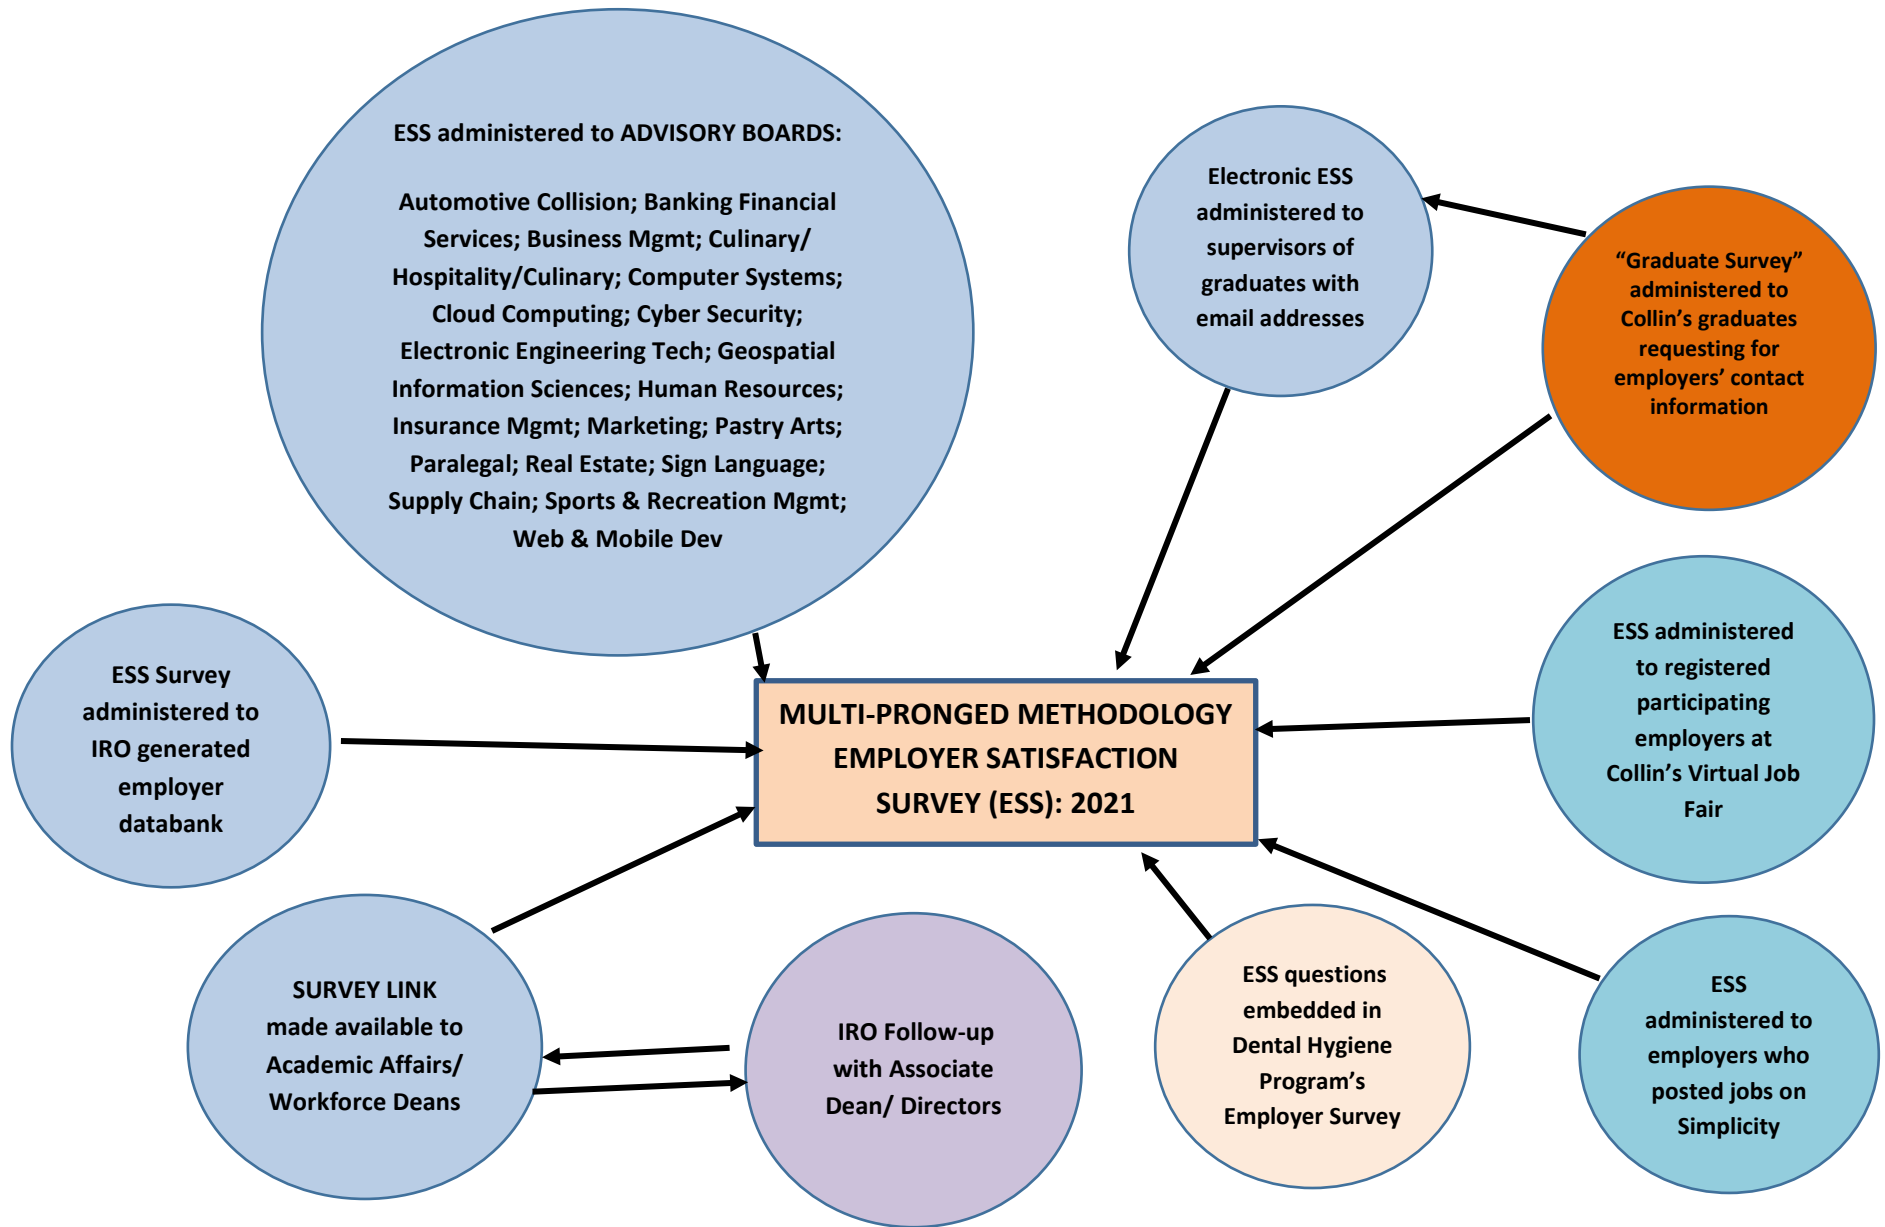 ESS administered to ADVISORY BOARDS:
Automotive Collision; Banking Financial
Services; Business Mgmt; Culinary/
Hospitality/Culinary; Computer Systems;
Cloud Computing; Cyber Security;
Electronic Engineering Tech; Geospatial
Information Sciences; Human Resources;
Insurance Mgmt; Marketing; Pastry Arts;
Paralegal; Real Estate; Sign Language;
Supply Chain; Sports & Recreation Mgmt;
Web & Mobile Dev
Electronic ESS
administered to
supervisors of
graduates with
email addresses
“Graduate Survey”
administered to
Collin’s graduates
requesting for
employers’ contact
information
ESS Survey
administered to
IRO generated
employer
databank
MULTI-PRONGED METHODOLOGY
EMPLOYER SATISFACTION
SURVEY (ESS): 2021
ESS administered
to registered
participating
employers at
Collin’s Virtual Job
Fair
SURVEY LINK
made available to
Academic Affairs/
Workforce Deans
IRO Follow-up
with Associate
Dean/ Directors
ESS questions
embedded in
Dental Hygiene
Program’s
Employer Survey
ESS
administered to
employers who
posted jobs on
Simplicity